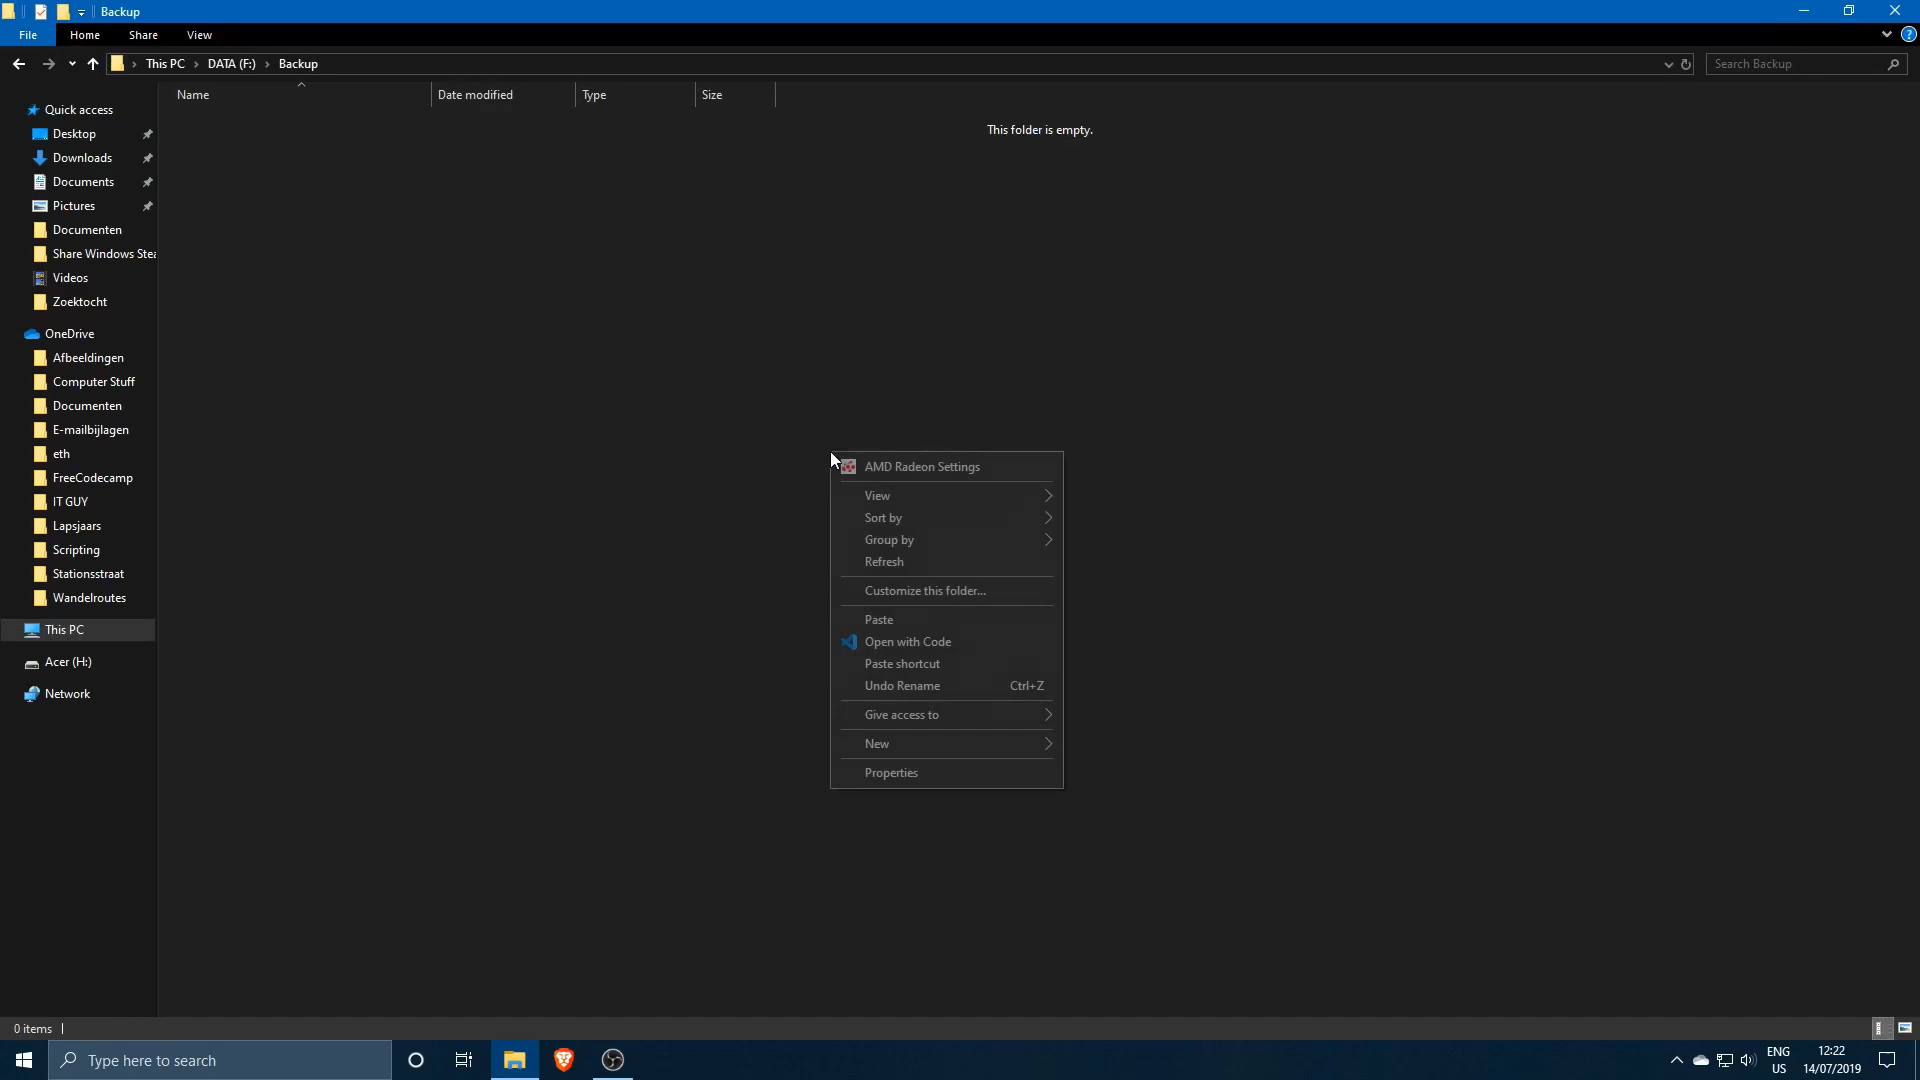 Backup
File
Home
Share
View
This PC
DATA (F:)
Backup
Search Backup
Name
Date modified
Type
Size
This folder is empty.
Quick access
Desktop
Downloads
Documents
Pictures
Documenten
Share Windows Stea
Videos
Zoektocht
OneDrive
Afbeeldingen
Computer Stuff
Documenten
E-mailbijlagen
eth
FreeCodecamp
IT GUY
Lapsjaars
Scripting
Stationsstraat
Wandelroutes
This PC
Acer (H:)
Network
AMD Radeon Settings
View
Sort by
Group by
Refresh
Customize this folder...
Paste
Open with Code
Paste shortcut
Undo Rename Ctrl+Z
Give access to
New
Properties
0 items
Type here to search
ENG
US
12:22
14/07/2019